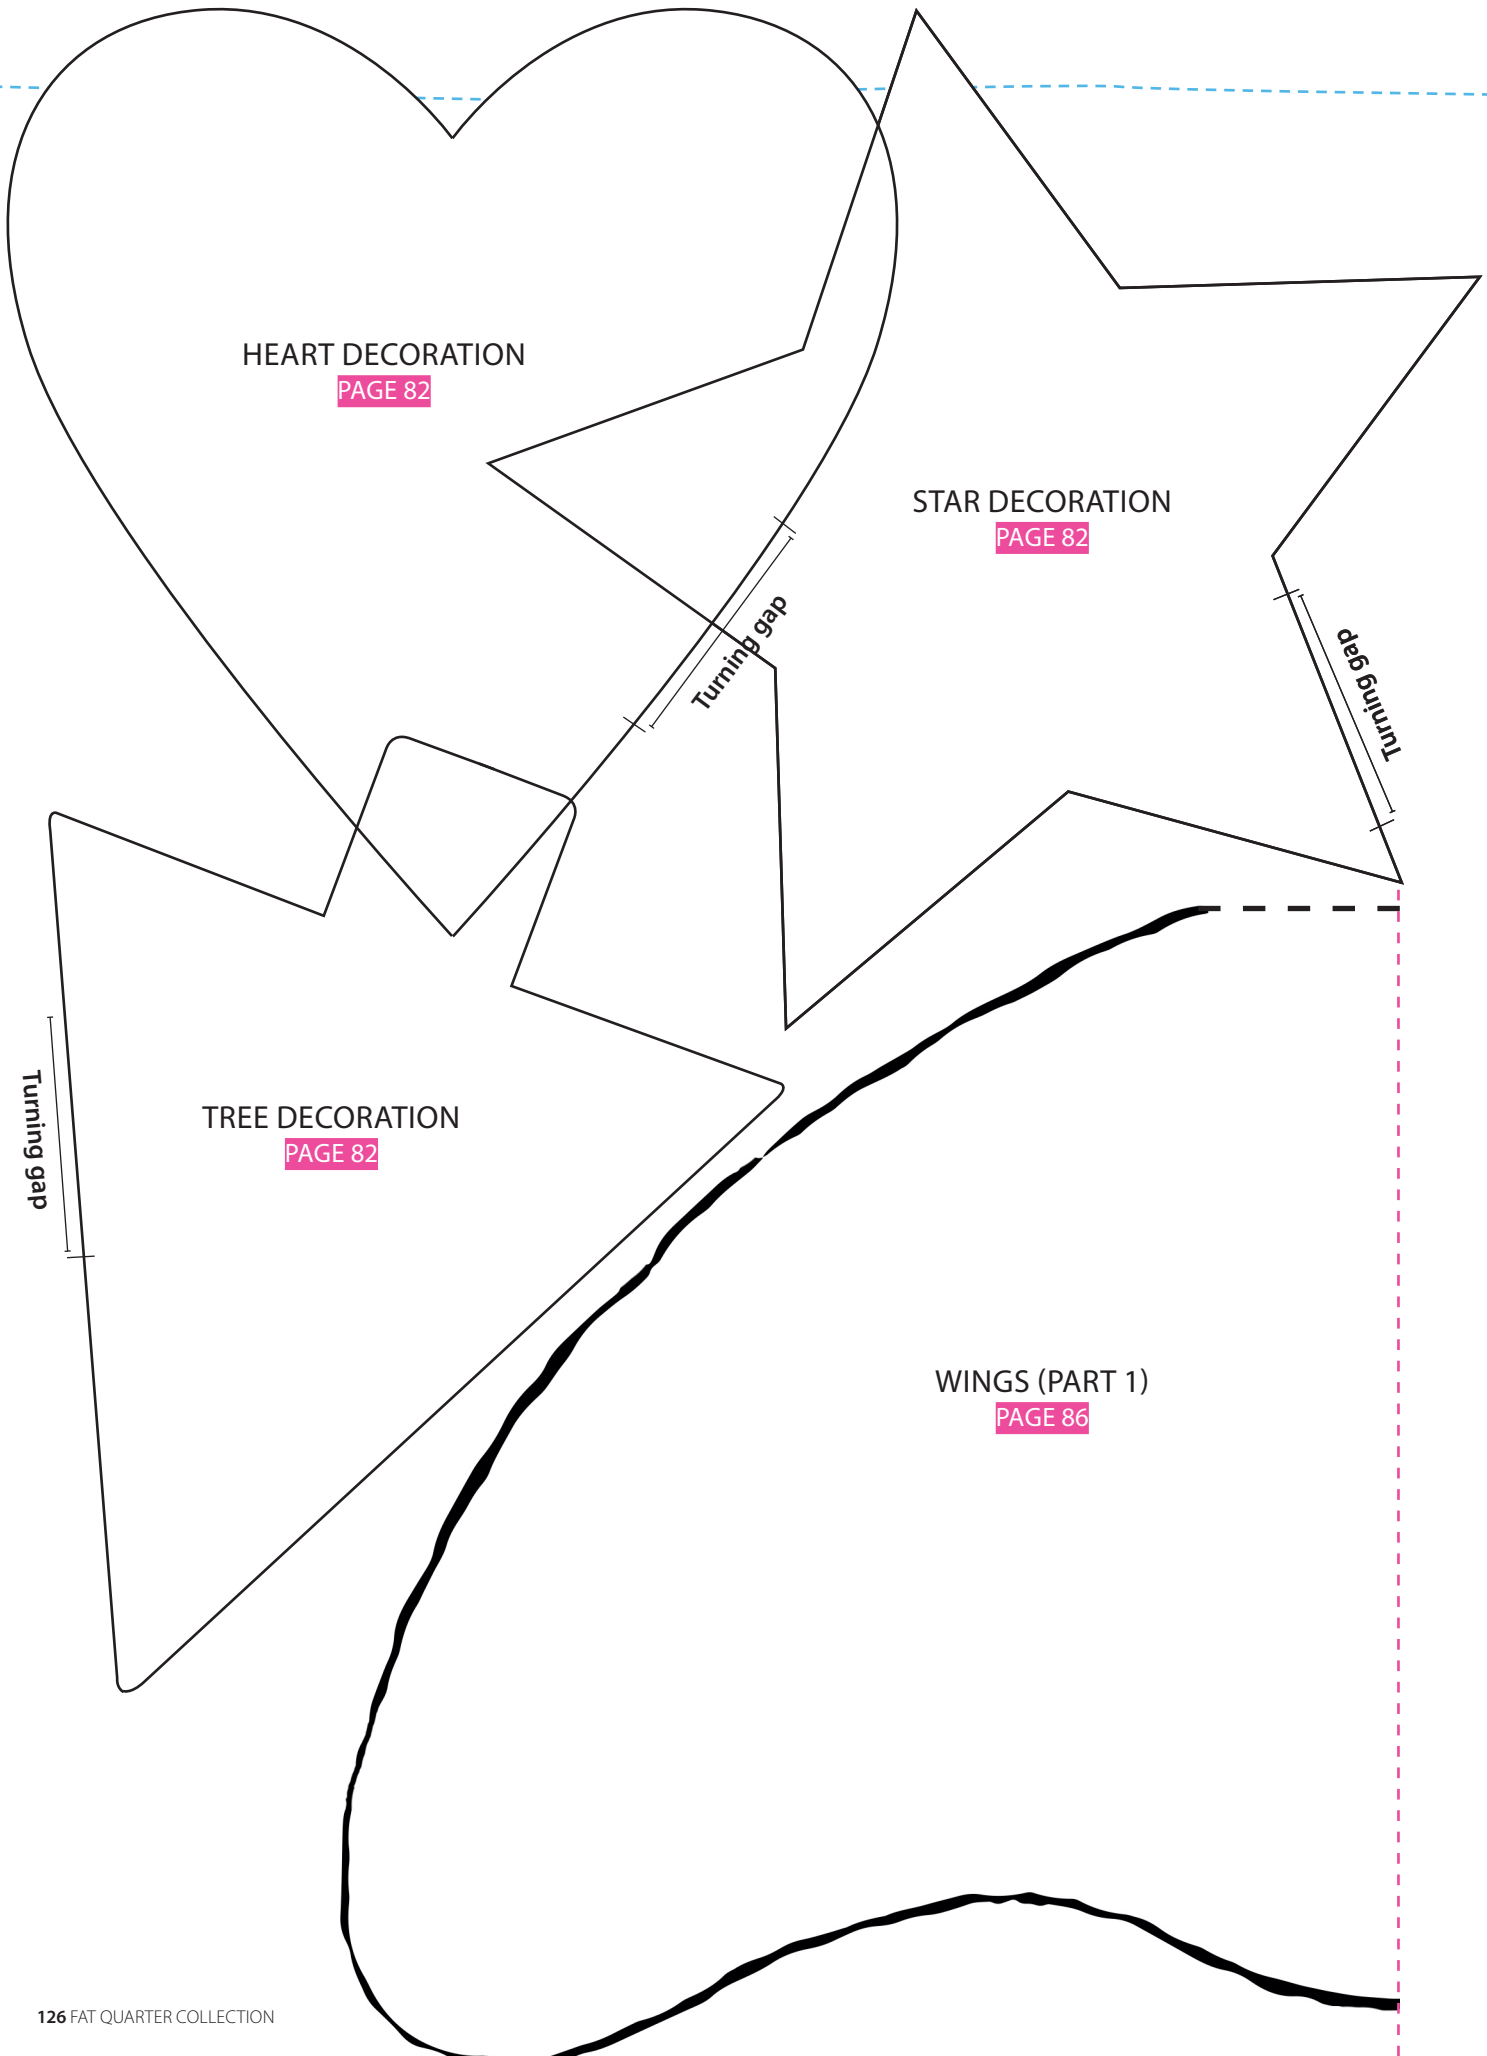 HEART DECORATION
PAGE 82
STAR DECORATION
PAGE 82
Turning gap
Turning gap
TREE DECORATION
PAGE 82
Turning gap
WINGS (PART 1)
PAGE 86
126 FAT QUARTER COLLECTION